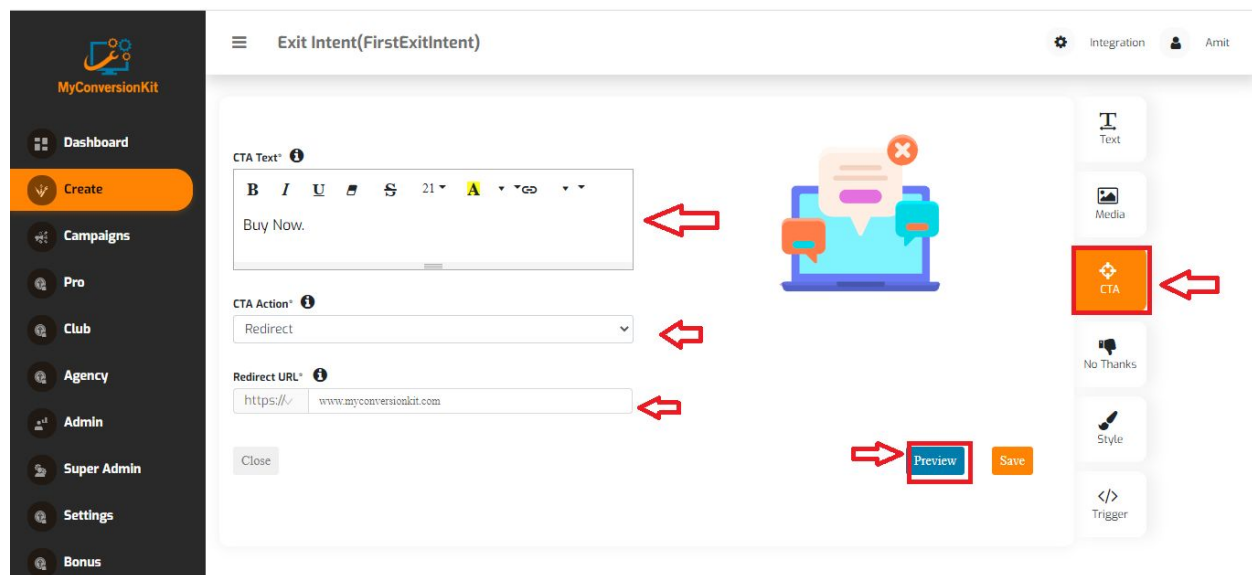 MyConversionKit
Dashboard
Create
Campaigns
Pro
Club
Agency
Admin
Super Admin
Settings
Bonus
Exit Intent(FirstExitIntent)
Integration
Amit
CTA Text*
B I U S 21 A
Buy Now.
CTA Action*
Redirect
Redirect URL*
https:// www.myconversionkit.com
Close
Preview
Save
Text
Media
CTA
No Thanks
Style
</>
Trigger